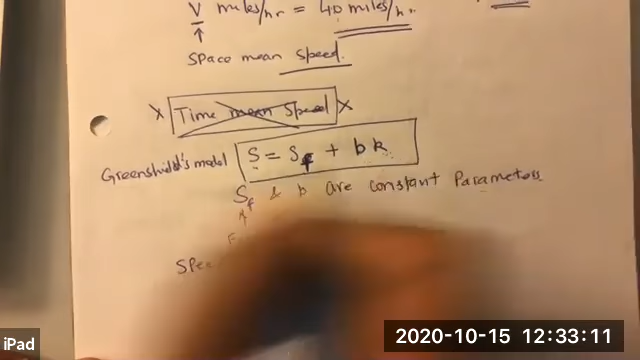 V miles/hr = 40 miles/hr.
Space mean speed.
x Time mean Speed x
Greenshield's model S = Sf + bk
Sf & b are constant Parameters
iPad
2020-10-15 12:33:11